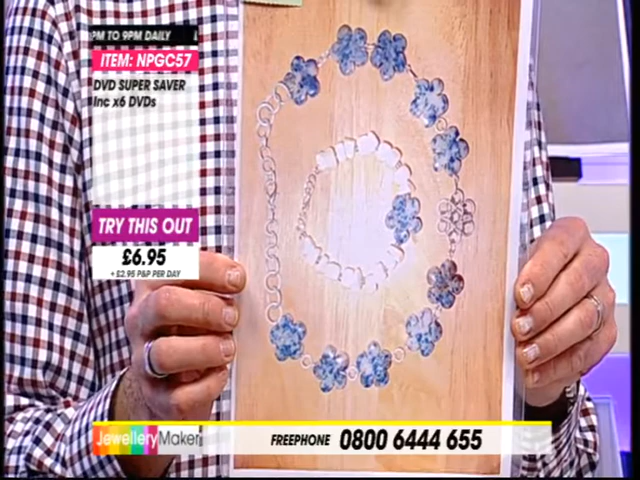 PM TO 9PM DAILY
ITEM: NPGC57
DVD SUPER SAVER
Inc x6 DVDs
TRY THIS OUT
£6.95
+ £2.95 P&P PER DAY
JewelleryMaker
FREEPHONE 0800 6444 655